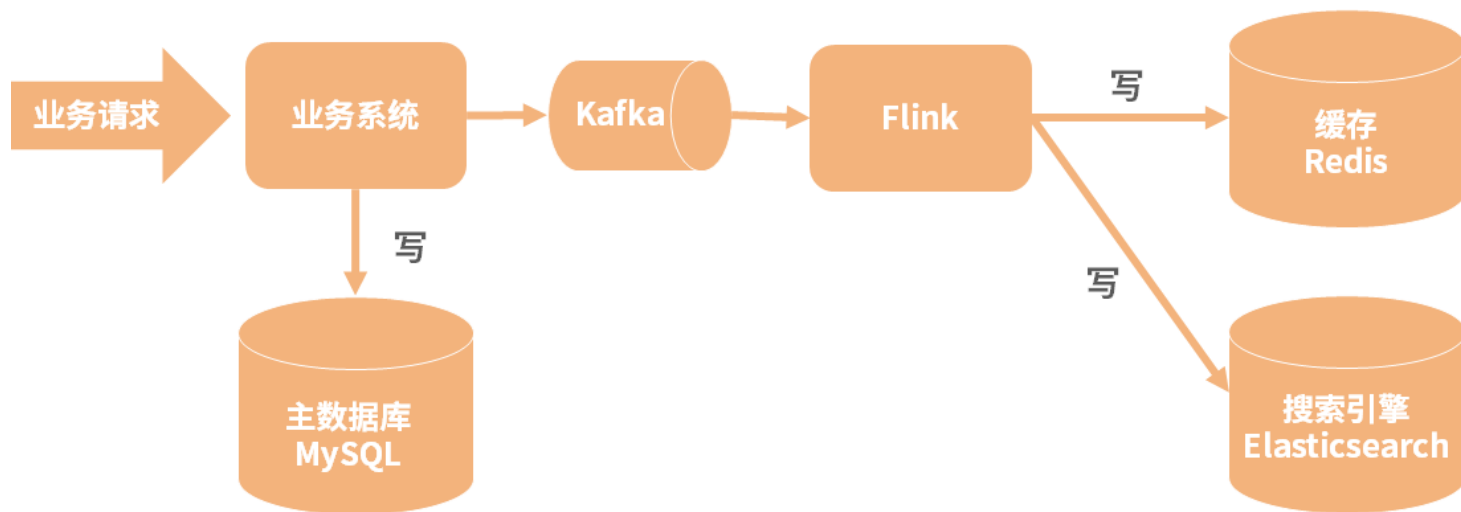 业务请求
业务系统
Kafka
Flink
写
缓存
Redis
写
写
主数据库
MySQL
搜索引擎
Elasticsearch